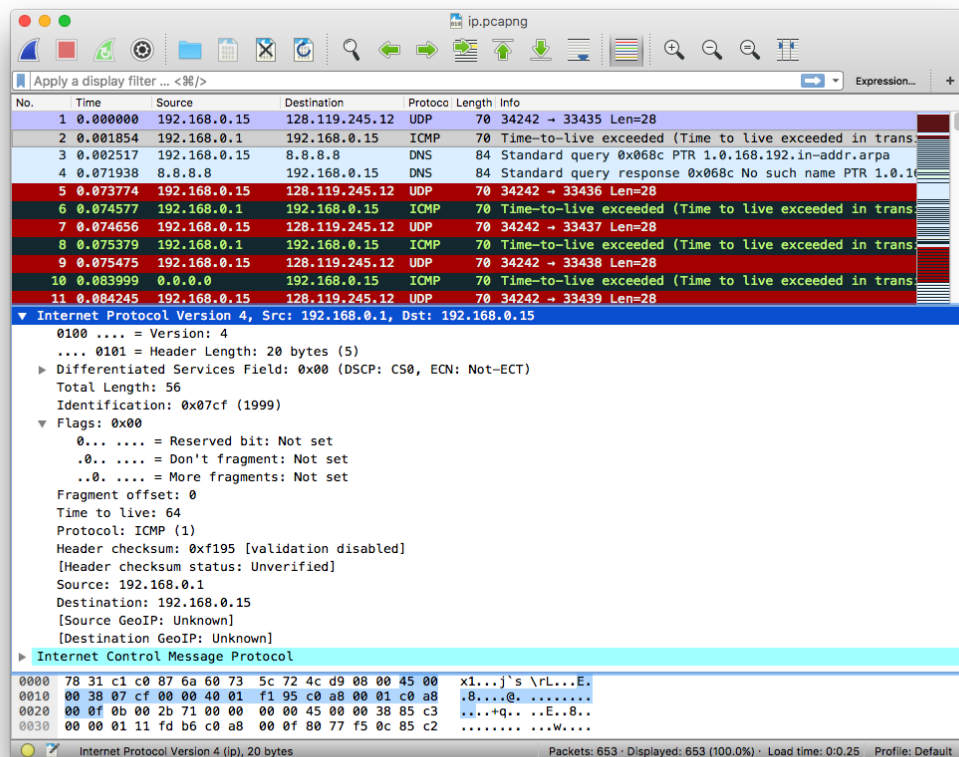 ip.pcapng
Apply a display filter ... <⌘/>
Expression... +
No. Time Source Destination Protoco Length Info
1 0.000000 192.168.0.15 128.119.245.12 UDP 70 34242 → 33435 Len=28
2 0.001854 192.168.0.1 192.168.0.15 ICMP 70 Time-to-live exceeded (Time to live exceeded in trans
3 0.002517 192.168.0.15 8.8.8.8 DNS 84 Standard query 0x068c PTR 1.0.168.192.in-addr.arpa
4 0.071938 8.8.8.8 192.168.0.15 DNS 84 Standard query response 0x068c No such name PTR 1.0.1
5 0.073774 192.168.0.15 128.119.245.12 UDP 70 34242 → 33436 Len=28
6 0.074577 192.168.0.1 192.168.0.15 ICMP 70 Time-to-live exceeded (Time to live exceeded in trans
7 0.074656 192.168.0.15 128.119.245.12 UDP 70 34242 → 33437 Len=28
8 0.075379 192.168.0.1 192.168.0.15 ICMP 70 Time-to-live exceeded (Time to live exceeded in trans
9 0.075475 192.168.0.15 128.119.245.12 UDP 70 34242 → 33438 Len=28
10 0.083999 0.0.0.0 192.168.0.15 ICMP 70 Time-to-live exceeded (Time to live exceeded in trans
11 0.084245 192.168.0.15 128.119.245.12 UDP 70 34242 → 33439 Len=28
Internet Protocol Version 4, Src: 192.168.0.1, Dst: 192.168.0.15
0100 .... = Version: 4
.... 0101 = Header Length: 20 bytes (5)
Differentiated Services Field: 0x00 (DSCP: CS0, ECN: Not-ECT)
Total Length: 56
Identification: 0x07cf (1999)
Flags: 0x00
0... .... = Reserved bit: Not set
.0.. .... = Don't fragment: Not set
..0. .... = More fragments: Not set
Fragment offset: 0
Time to live: 64
Protocol: ICMP (1)
Header checksum: 0xf195 [validation disabled]
[Header checksum status: Unverified]
Source: 192.168.0.1
Destination: 192.168.0.15
[Source GeoIP: Unknown]
[Destination GeoIP: Unknown]
Internet Control Message Protocol
0000 78 31 c1 c0 87 6a 60 73 5c 72 4c d9 08 00 45 00 x1...j`s \rL...E.
0010 00 38 07 cf 00 00 40 01 f1 95 c0 a8 00 01 c0 a8 .8....@. ........
0020 00 0f 0b 00 2b 71 00 00 00 00 45 00 00 38 85 c3 ....+q.. ..E..8..
0030 00 00 01 11 fd b6 c0 a8 00 0f 80 77 f5 0c 85 c2 ........ ...w....
Internet Protocol Version 4 (ip), 20 bytes Packets: 653 · Displayed: 653 (100.0%) · Load time: 0:0.25 Profile: Default